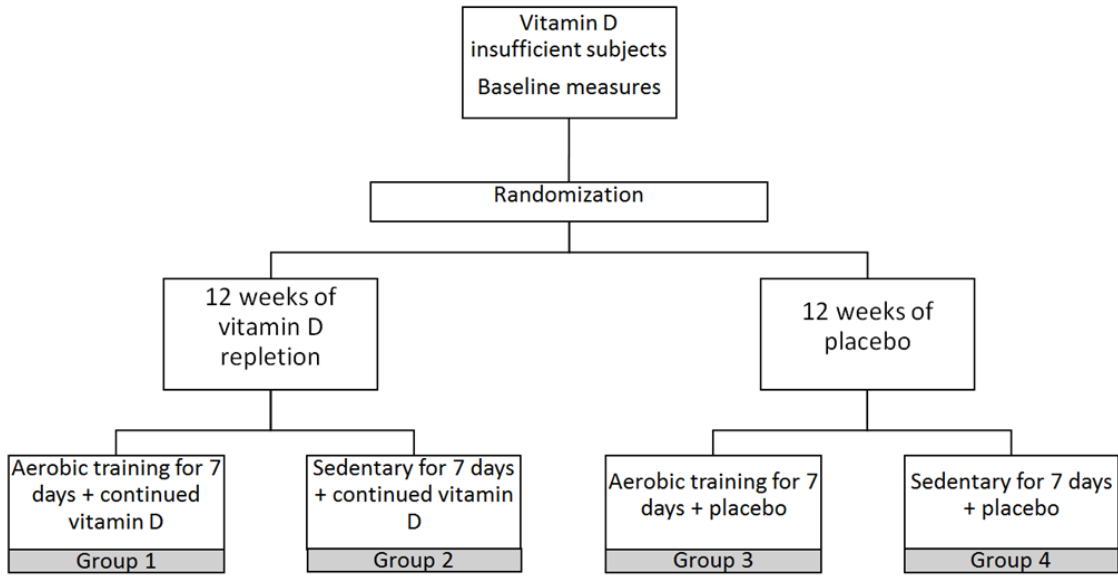 Vitamin D
insufficient subjects
Baseline measures
Randomization
12 weeks of
vitamin D
repletion
12 weeks of
placebo
Aerobic training for 7
days + continued
vitamin D
Group 1
Sedentary for 7 days
+ continued vitamin
D
Group 2
Aerobic training for 7
days + placebo
Group 3
Sedentary for 7 days
+ placebo
Group 4